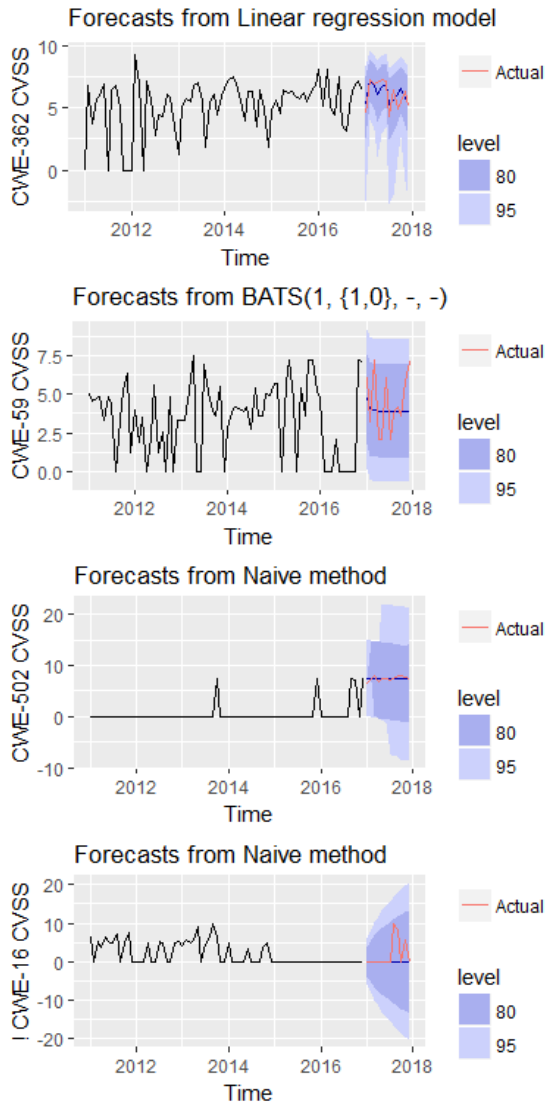 Forecasts from Linear regression model
CWE-362 CVSS
10
5
0
2012 2014 2016 2018
Time
Actual
level
80
95
Forecasts from BATS(1, {1,0}, -, -)
CWE-59 CVSS
7.5
5.0
2.5
0.0
2012 2014 2016 2018
Time
Actual
level
80
95
Forecasts from Naive method
CWE-502 CVSS
20
10
0
-10
2012 2014 2016 2018
Time
Actual
level
80
95
Forecasts from Naive method
! CWE-16 CVSS
20
10
0
-10
-20
2012 2014 2016 2018
Time
Actual
level
80
95